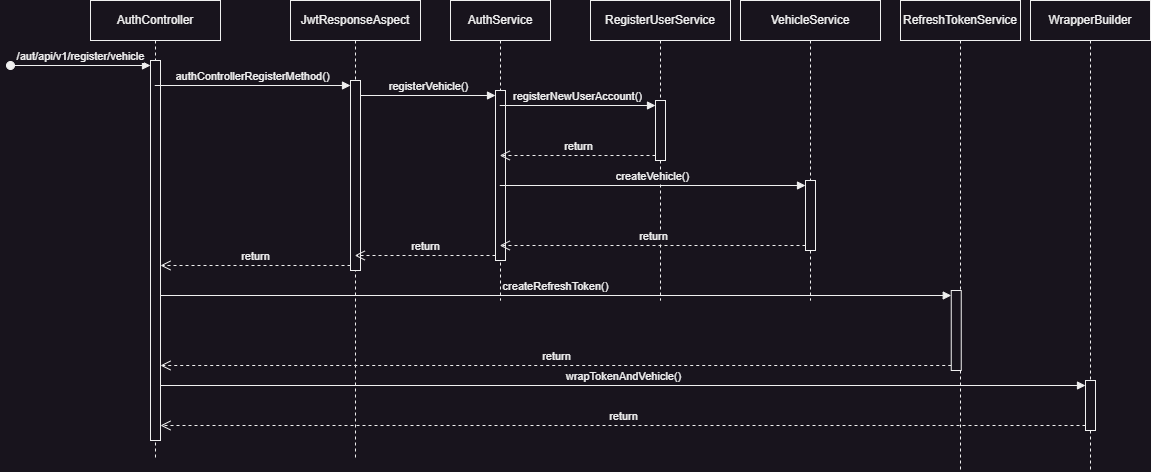 AuthController
JwtResponseAspect
AuthService
RegisterUserService
VehicleService
RefreshTokenService
WrapperBuilder
/aut/api/v1/register/vehicle
authControllerRegisterMethod()
registerVehicle()
registerNewUserAccount()
return
createVehicle()
return
return
return
createRefreshToken()
return
wrapTokenAndVehicle()
return